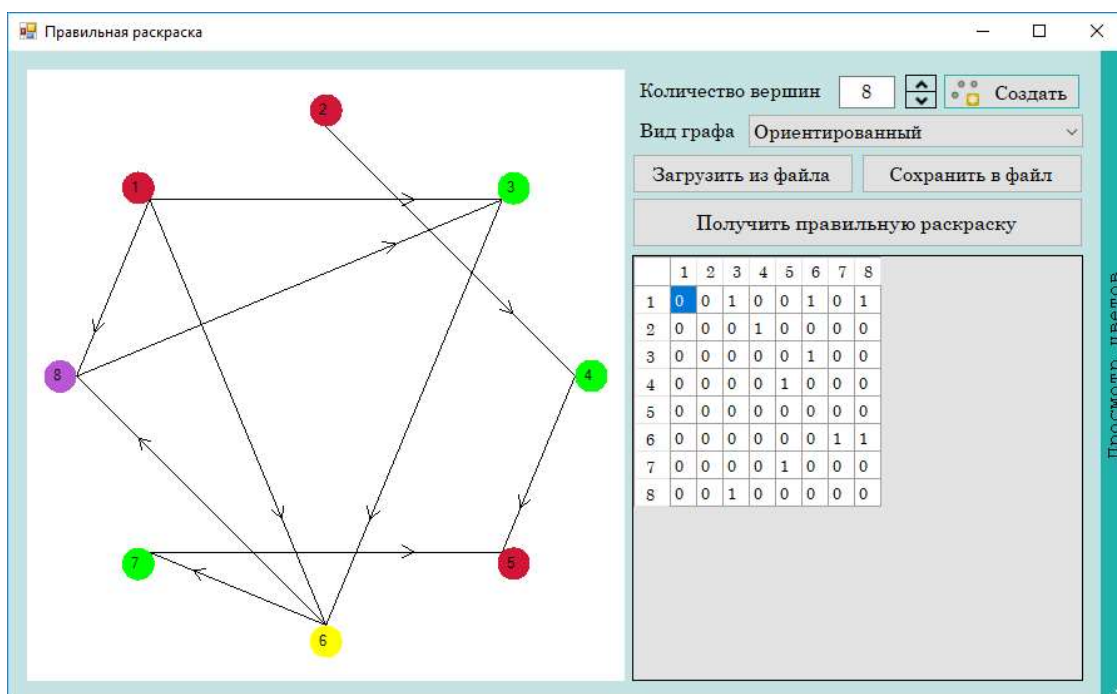 Правильная раскраска
Количество вершин 8 Создать
Вид графа Ориентированный
Загрузить из файла Сохранить в файл
Получить правильную раскраску
1 2 3 4 5 6 7 8
1 0 0 1 0 0 1 0 1
2 0 0 0 1 0 0 0 0
3 0 0 0 0 0 1 0 0
4 0 0 0 0 1 0 0 0
5 0 0 0 0 0 0 0 0
6 0 0 0 0 0 0 1 1
7 0 0 0 0 1 0 0 0
8 0 0 1 0 0 0 0 0
2
1
3
8
4
7
5
6
Просмотр цветов